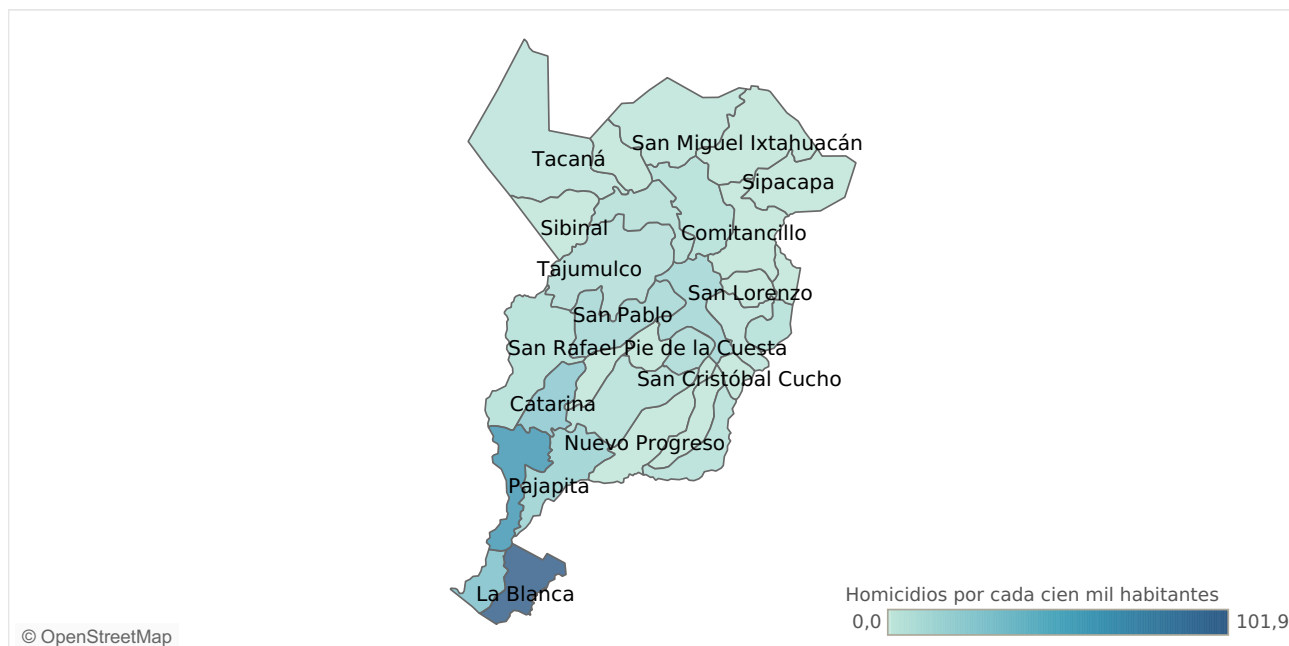 San Miguel Ixtahuacán
Tacaná
Sipacapa
Sibinal
Comitancillo
Tajumulco
San Lorenzo
San Pablo
San Rafael Pie de la Cuesta
San Cristóbal Cucho
Catarina
Nuevo Progreso
Pajapita
La Blanca
Homicidios por cada cien mil habitantes
0,0
101,9
© OpenStreetMap